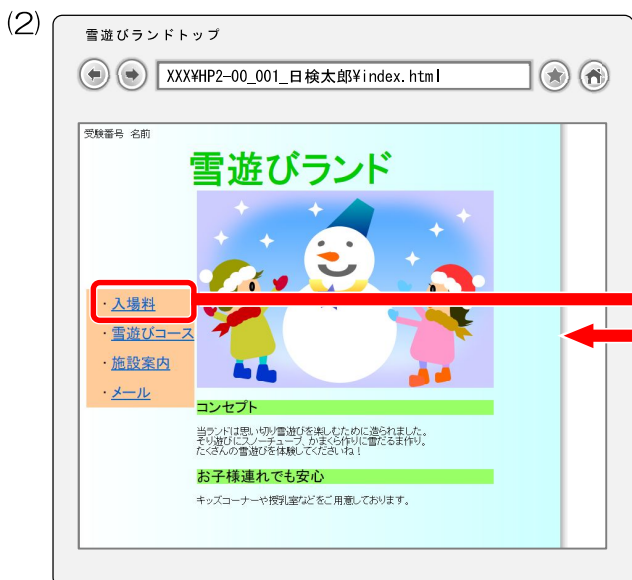 (2)
雪遊びランドトップ
XXX¥HP2-00_001_日検太郎¥index.html
受験番号 名前
雪遊びランド
・入場料
・雪遊びコース
・施設案内
・メール
コンセプト
当ランドは思い切り雪遊びを楽しむために造られました。
そり遊びにスノーチューブ、かまくら作りに雪だるま作り。
たくさんの雪遊びを体験してくださいね！
お子様連れでも安心
キッズコーナーや授乳室などをご用意しております。